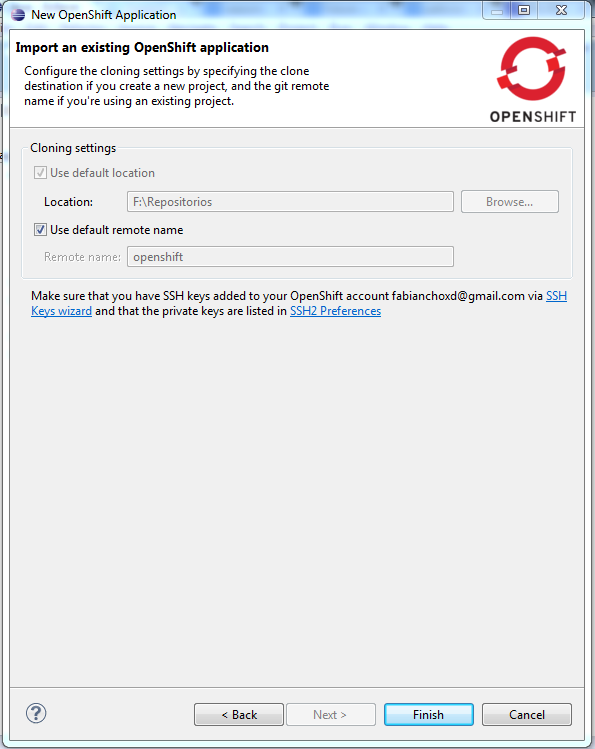 New OpenShift Application
Import an existing OpenShift application
Configure the cloning settings by specifying the clone
destination if you create a new project, and the git remote
name if you're using an existing project.
OPENSHIFT
Cloning settings
Use default location
Location: F:\Repositorios Browse...
Use default remote name
Remote name: openshift
Make sure that you have SSH keys added to your OpenShift account fabianchoxd@gmail.com via SSH
Keys wizard and that the private keys are listed in SSH2 Preferences
? < Back Next > Finish Cancel